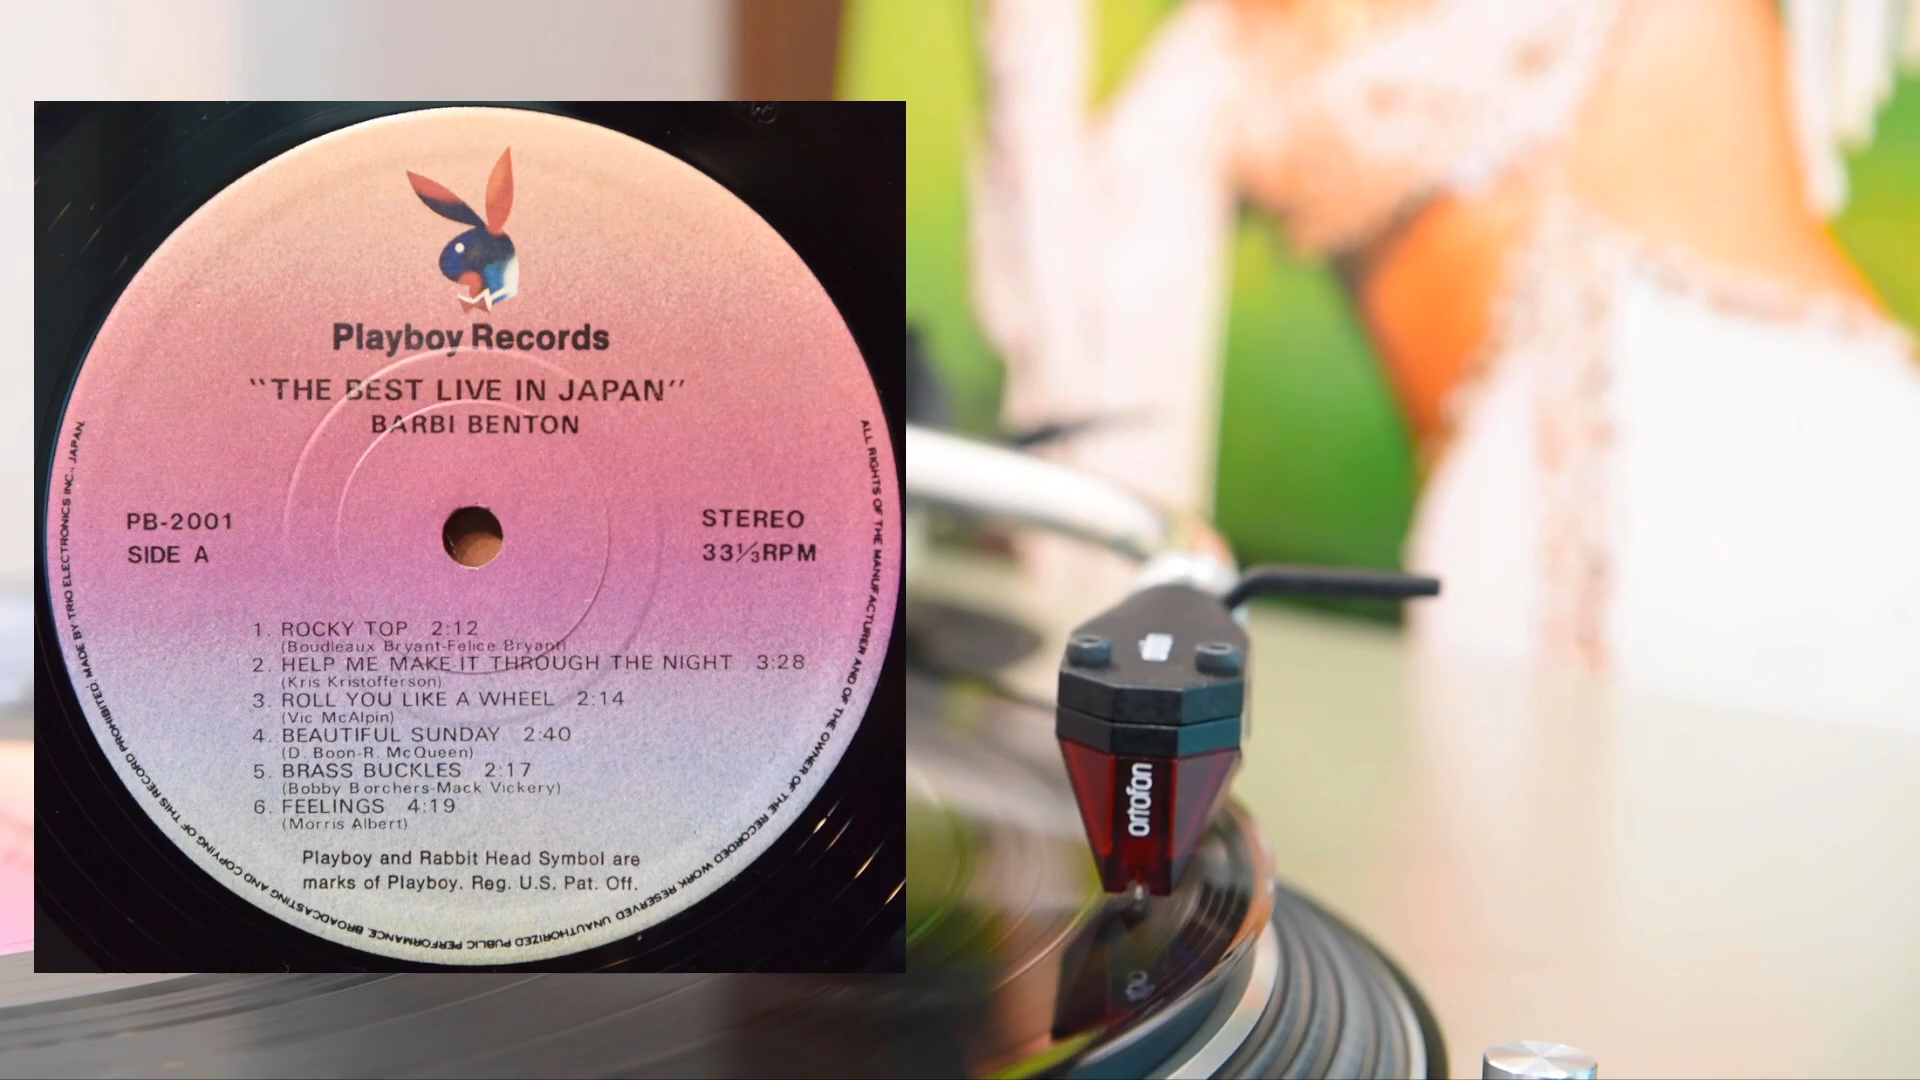 Playboy Records
"THE BEST LIVE IN JAPAN"
BARBI BENTON
PB-2001
SIDE A
STEREO
33⅓RPM
1. ROCKY TOP 2:12
(Boudleaux Bryant-Felice Bryant)
2. HELP ME MAKE IT THROUGH THE NIGHT 3:28
(Kris Kristofferson)
3. ROLL YOU LIKE A WHEEL 2:14
(Vic McAlpin)
4. BEAUTIFUL SUNDAY 2:40
(D. Boon-R. McQueen)
5. BRASS BUCKLES 2:17
(Bobby Borchers-Mack Vickery)
6. FEELINGS 4:19
(Morris Albert)
Playboy and Rabbit Head Symbol are
marks of Playboy. Reg. U.S. Pat. Off.
ALL RIGHTS OF THE MANUFACTURER AND OF THE OWNER OF THE RECORDED WORK RESERVED UNAUTHORIZED PUBLIC PERFORMANCE BROADCASTING AND COPYING OF THIS RECORD PROHIBITED. MADE BY TRIO ELECTRONICS INC., JAPAN.
ortofon